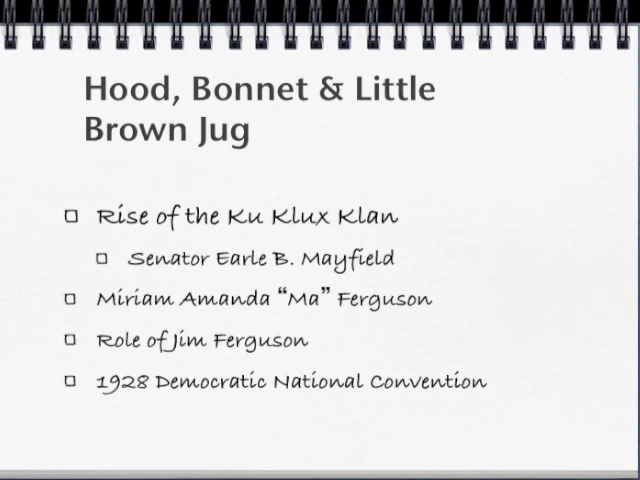 Hood, Bonnet & Little
Brown Jug
Rise of the Ku Klux Klan
Senator Earle B. Mayfield
Miriam Amanda “Ma” Ferguson
Role of Jim Ferguson
1928 Democratic National Convention